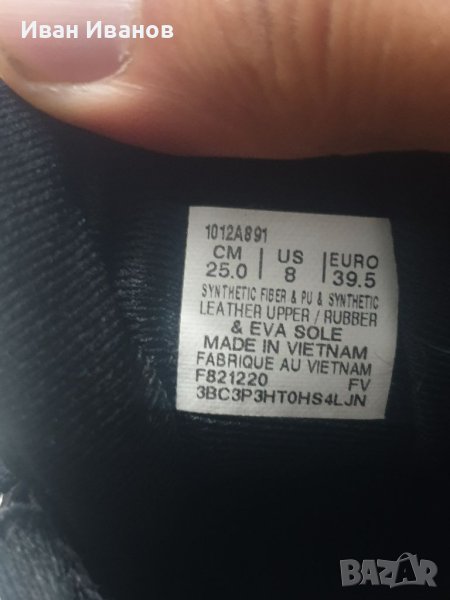 Иван Иванов
1012A891
CM US EURO
25.0 8 39.5
SYNTHETIC FIBER & PU & SYNTHETIC
LEATHER UPPER / RUBBER
& EVA SOLE
MADE IN VIETNAM
FABRIQUE AU VIETNAM
F821220 FV
3BC3P3HT0HS4LJN
BAZAR